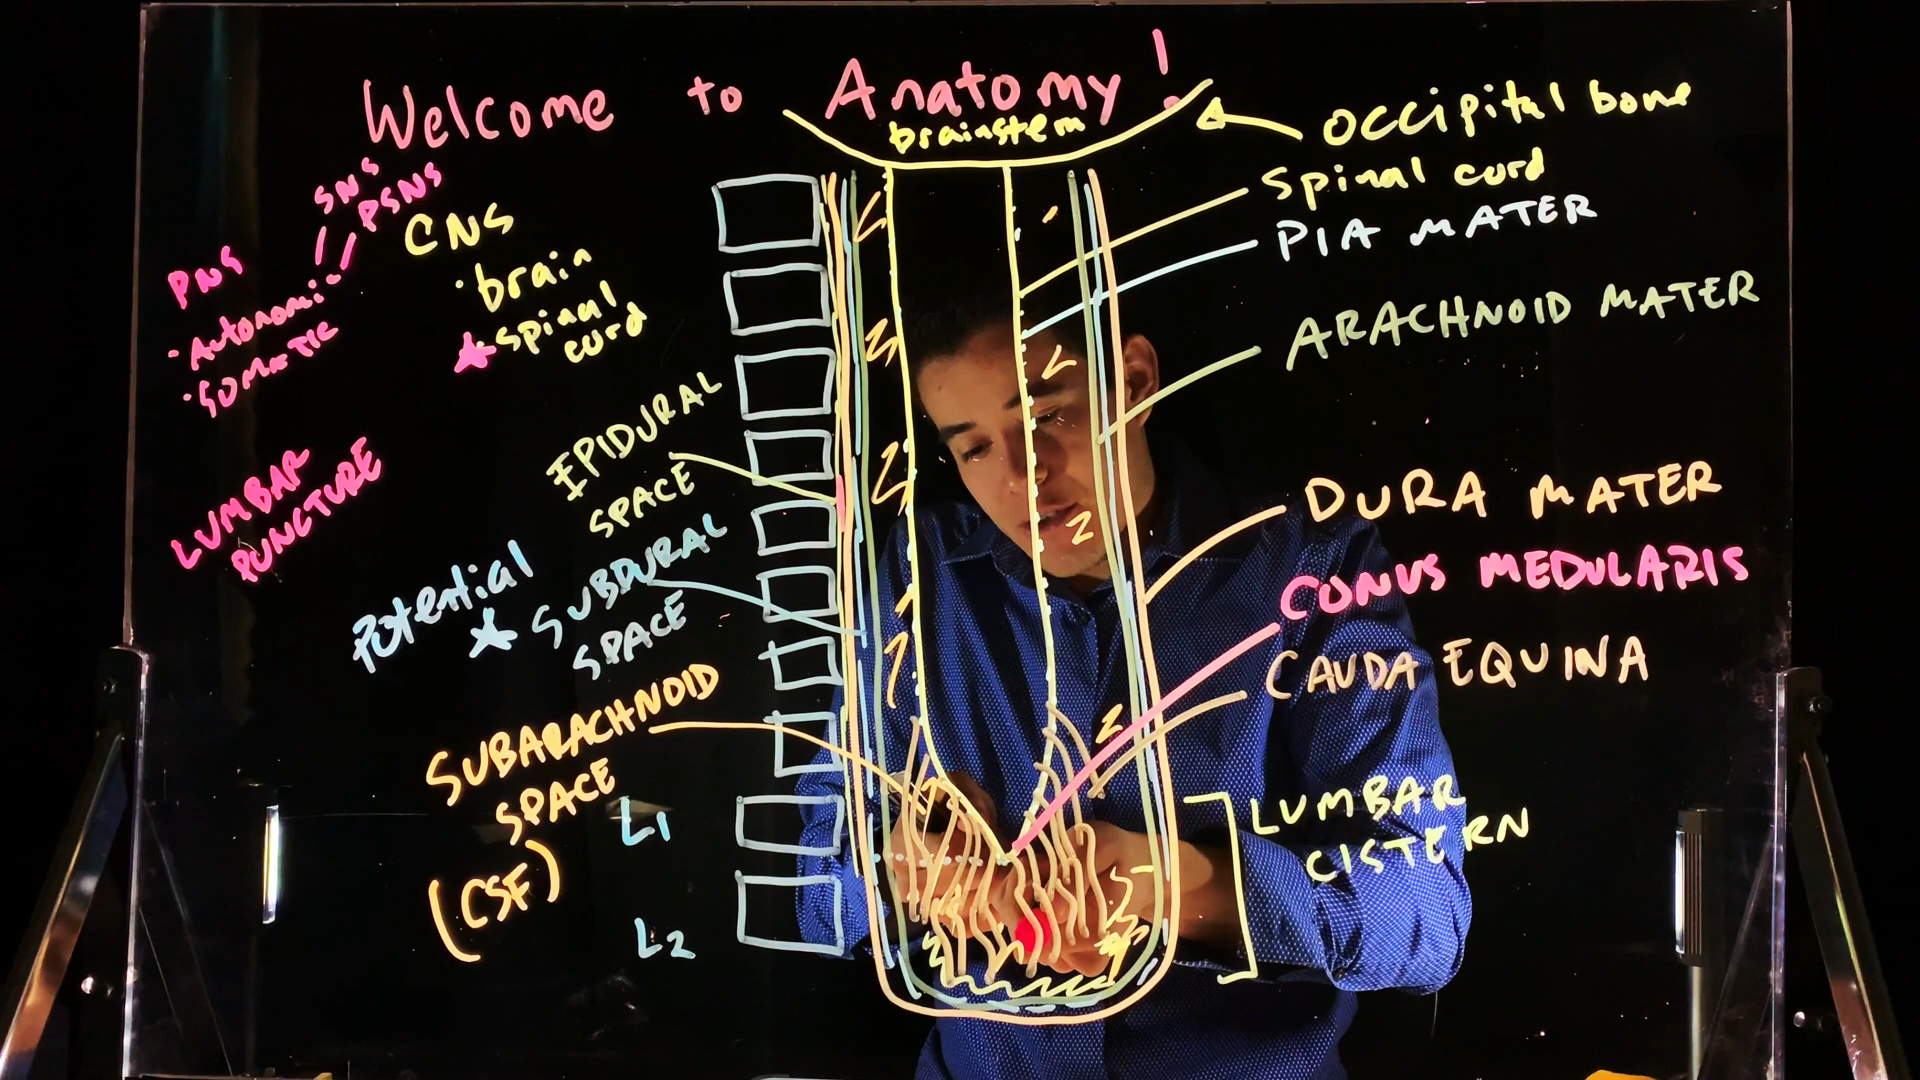 Welcome to Anatomy!
brainstem
occipital bone
Spinal cord
PIA MATER
ARACHNOID MATER
DURA MATER
CONUS MEDULARIS
CAUDA EQUINA
LUMBAR
CISTERN
SNS
PSNS
PNS
• Autonomic
• Somatic
CNS
• brain
★ spinal
cord
LUMBAR
PUNCTURE
EPIDURAL
SPACE
Potential
★ SUBDURAL
SPACE
SUBARACHNOID
SPACE
(CSF)
L1
L2